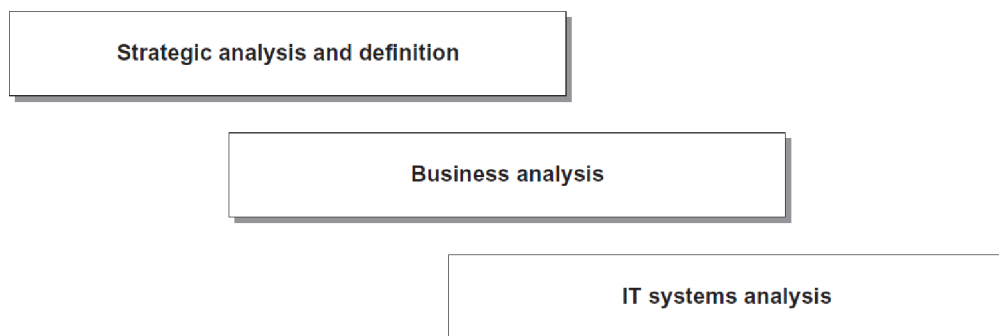 Strategic analysis and definition
Business analysis
IT systems analysis